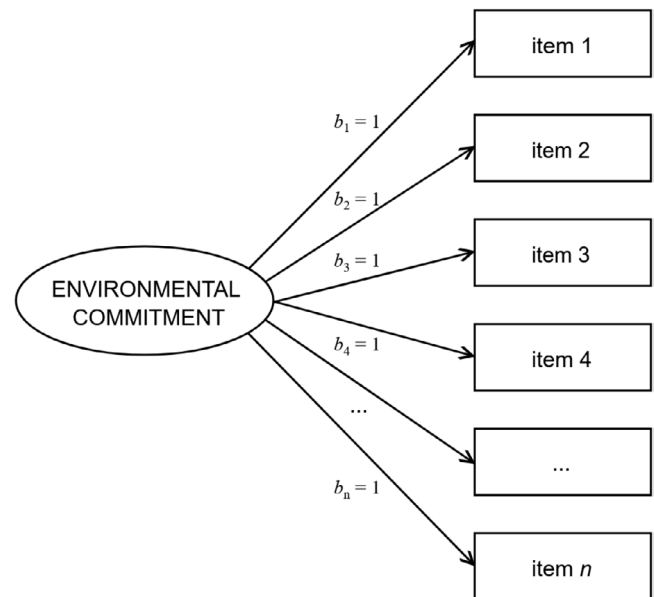 item 1
b₁ = 1
item 2
b₂ = 1
item 3
b₃ = 1
ENVIRONMENTAL
COMMITMENT
item 4
b₄ = 1
...
...
bₙ = 1
item n